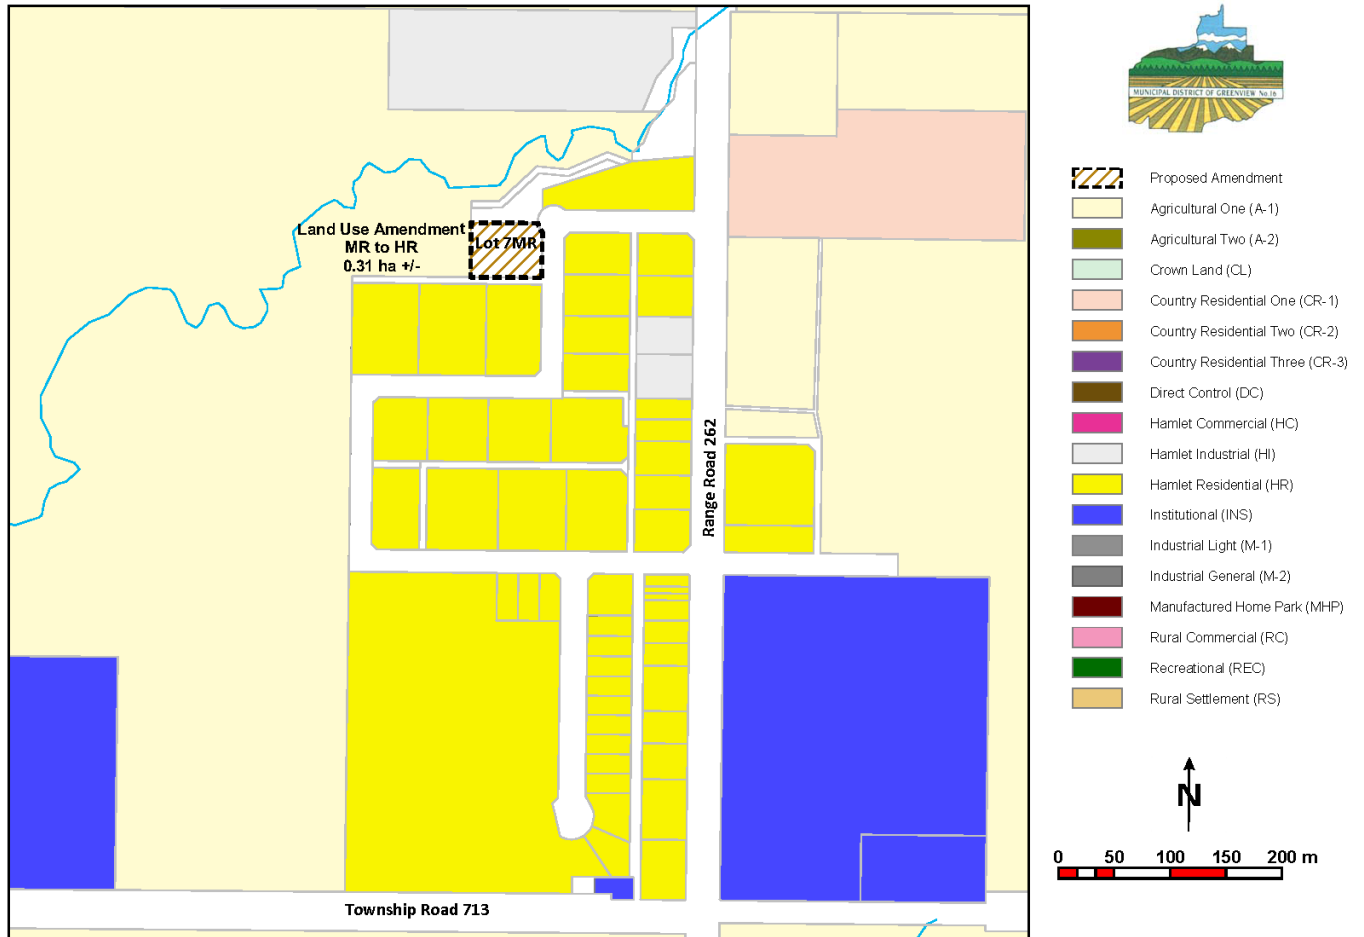 MUNICIPAL DISTRICT OF GREENVIEW No.16
Land Use Amendment
MR to HR
0.31 ha +/-
Lot 7MR
Range Road 262
Township Road 713
Proposed Amendment
Agricultural One (A-1)
Agricultural Two (A-2)
Crown Land (CL)
Country Residential One (CR-1)
Country Residential Two (CR-2)
Country Residential Three (CR-3)
Direct Control (DC)
Hamlet Commercial (HC)
Hamlet Industrial (HI)
Hamlet Residential (HR)
Institutional (INS)
Industrial Light (M-1)
Industrial General (M-2)
Manufactured Home Park (MHP)
Rural Commercial (RC)
Recreational (REC)
Rural Settlement (RS)
N
0 50 100 150 200 m